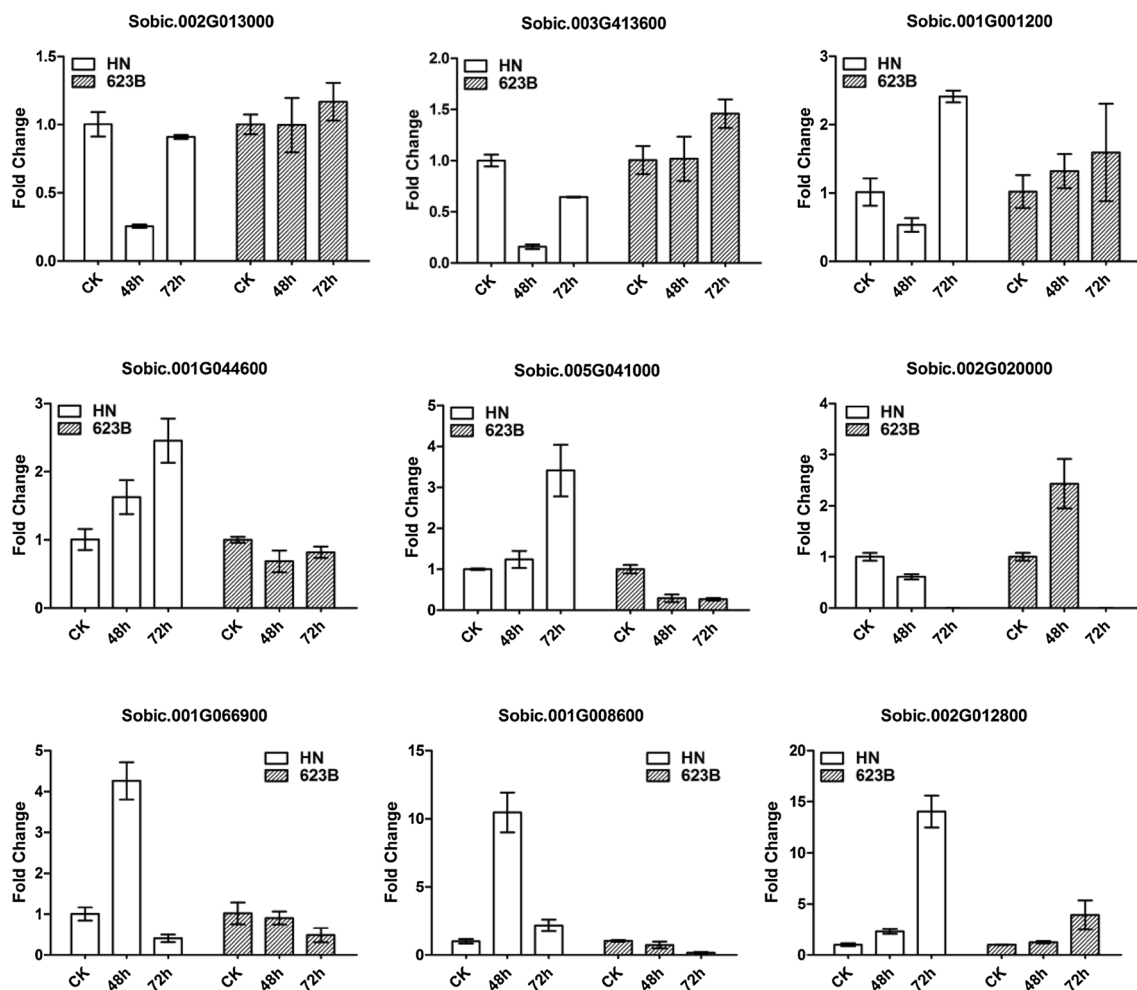 Sobic.002G013000
HN
623B
Fold Change
1.5
1.0
0.5
0.0
CK
48h
72h
CK
48h
72h
Sobic.003G413600
HN
623B
Fold Change
2.0
1.5
1.0
0.5
0.0
CK
48h
72h
CK
48h
72h
Sobic.001G001200
HN
623B
Fold Change
3
2
1
0
CK
48h
72h
CK
48h
72h
Sobic.001G044600
HN
623B
Fold Change
3
2
1
0
CK
48h
72h
CK
48h
72h
Sobic.005G041000
HN
623B
Fold Change
5
4
3
2
1
0
CK
48h
72h
CK
48h
72h
Sobic.002G020000
HN
623B
Fold Change
4
3
2
1
0
CK
48h
72h
CK
48h
72h
Sobic.001G066900
HN
623B
Fold Change
5
4
3
2
1
0
CK
48h
72h
CK
48h
72h
Sobic.001G008600
HN
623B
Fold Change
15
10
5
0
CK
48h
72h
CK
48h
72h
Sobic.002G012800
HN
623B
Fold Change
20
15
10
5
0
CK
48h
72h
CK
48h
72h